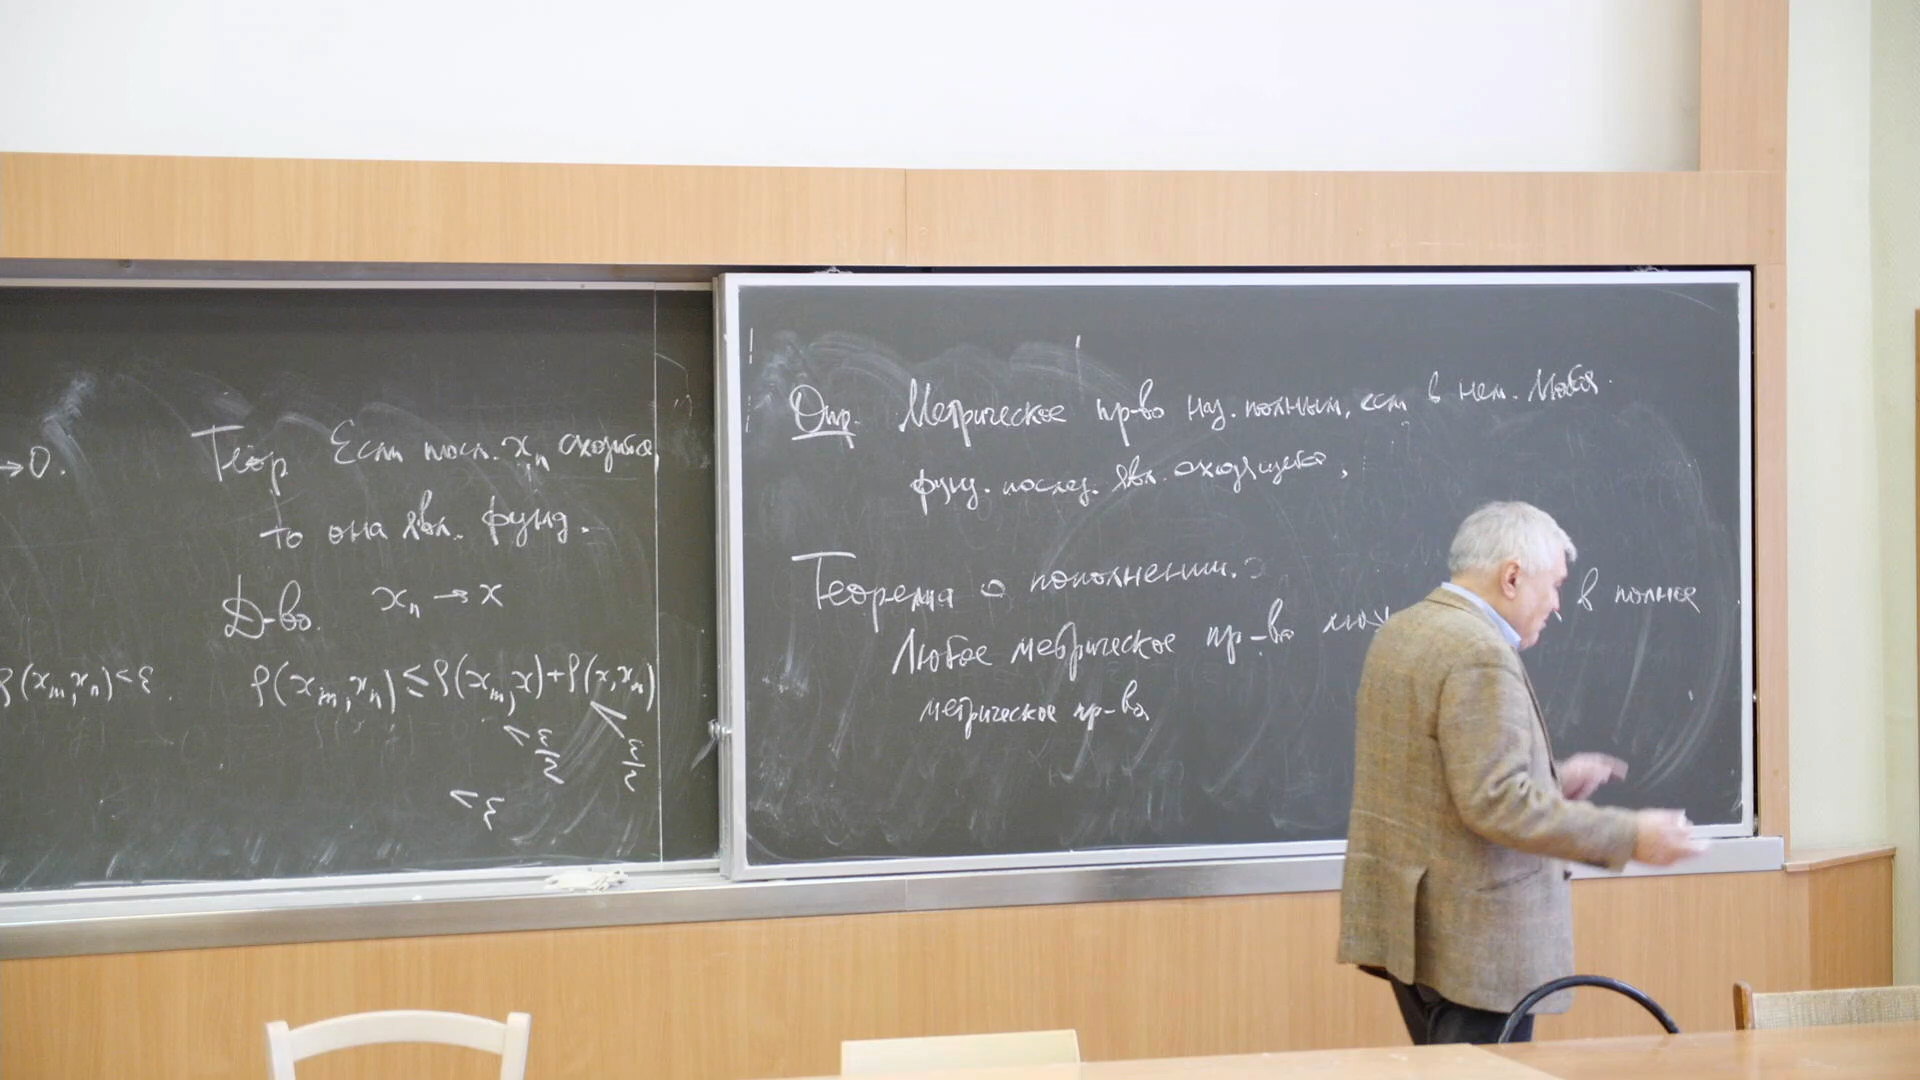 →0.
ρ(xₘ,xₙ)<ε.
Теор Если посл. xₙ сходится,
то она явл. фунд.
Д-во. xₙ → x
ρ(xₘ,xₙ)≤ρ(xₘ,x)+ρ(x,xₙ)
< ε/2 < ε/2
< ε
Опр. Метрическое пр-во наз. полным, если в нем любая
фунд. послед. явл. сходящейся,
Теорема о пополнении.
Любое метрическое пр-во в полное
метрическое пр-во